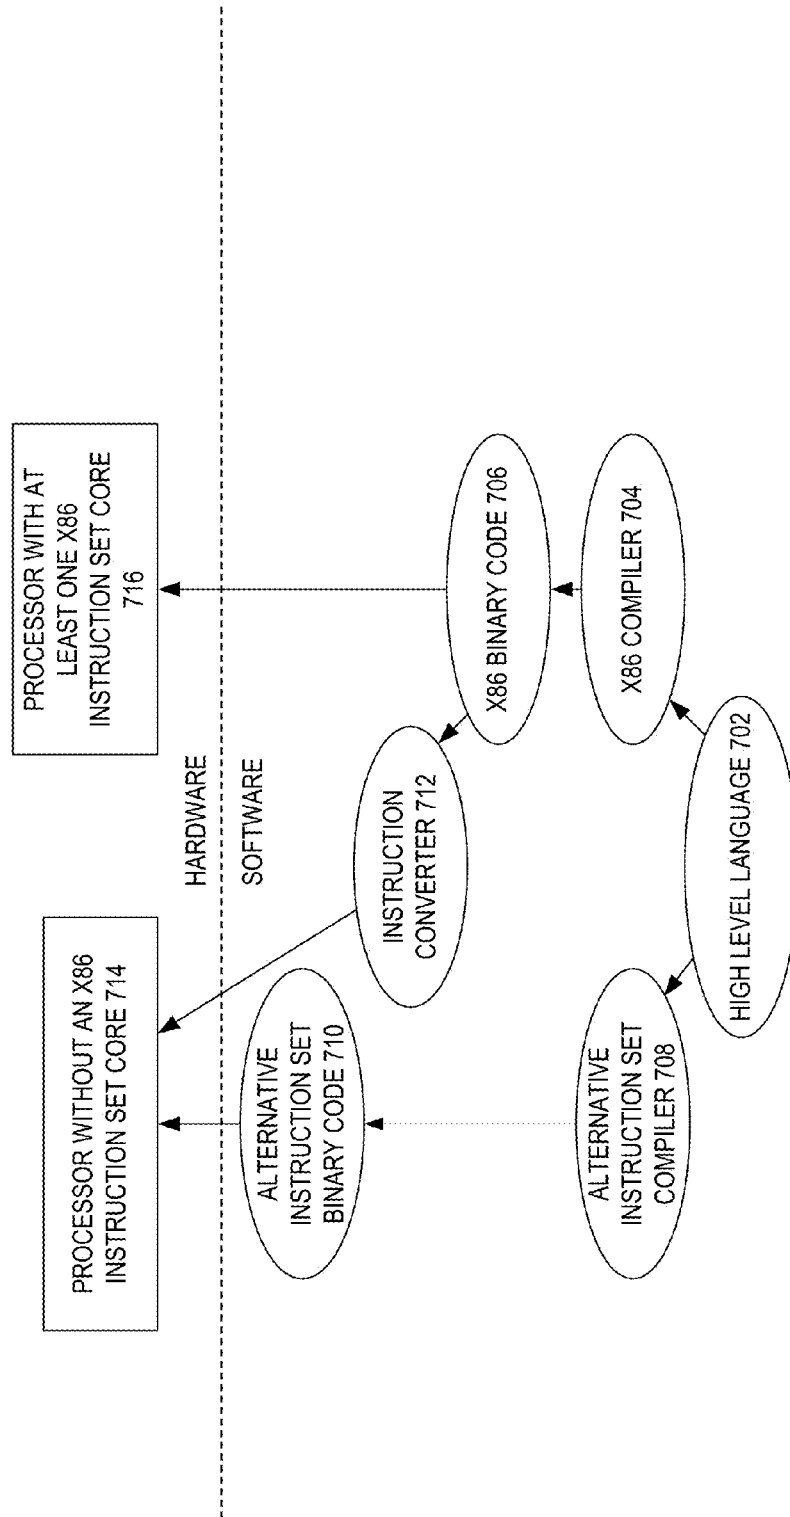 PROCESSOR WITHOUT AN X86
INSTRUCTION SET CORE 714
PROCESSOR WITH AT
LEAST ONE X86
INSTRUCTION SET CORE
716
HARDWARE
SOFTWARE
ALTERNATIVE
INSTRUCTION SET
BINARY CODE 710
INSTRUCTION
CONVERTER 712
X86 BINARY CODE 706
ALTERNATIVE
INSTRUCTION SET
COMPILER 708
X86 COMPILER 704
HIGH LEVEL LANGUAGE 702